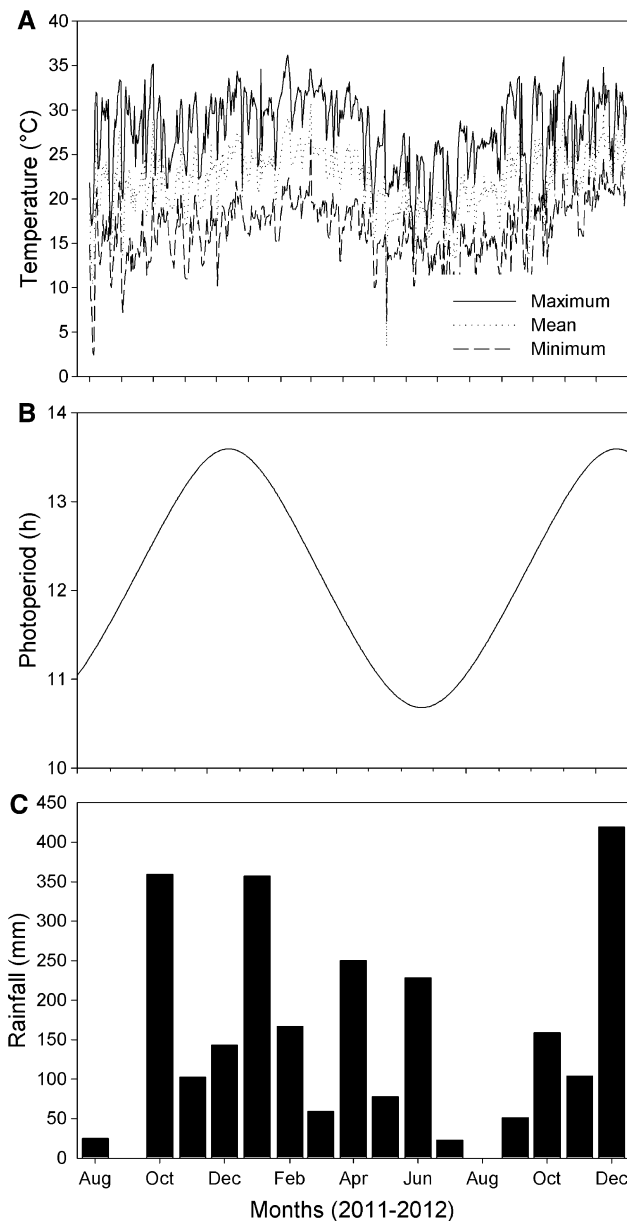 A
Temperature (°C)
40
35
30
25
20
15
10
5
0
Maximum
Mean
Minimum
B
Photoperiod (h)
14
13
12
11
10
C
Rainfall (mm)
450
400
350
300
250
200
150
100
50
0
Aug Oct Dec Feb Apr Jun Aug Oct Dec
Months (2011-2012)